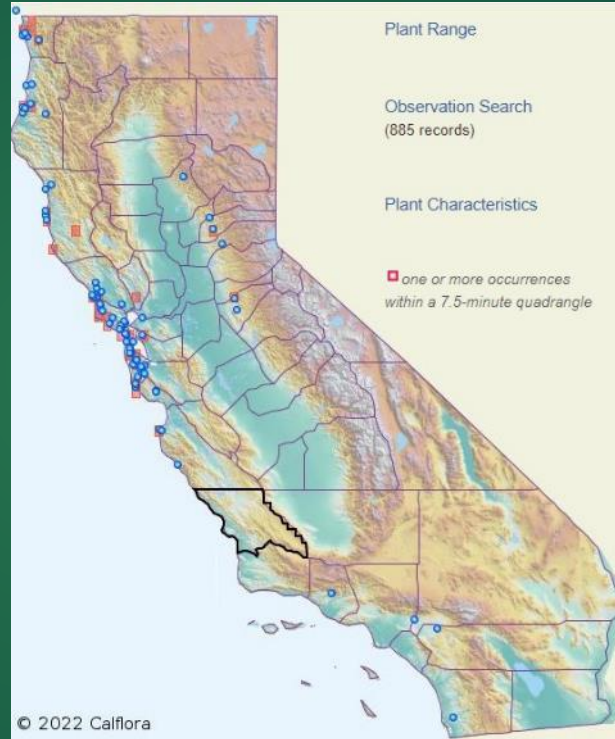 Plant Range
Observation Search
(885 records)
Plant Characteristics
one or more occurrences
within a 7.5-minute quadrangle
© 2022 Calflora